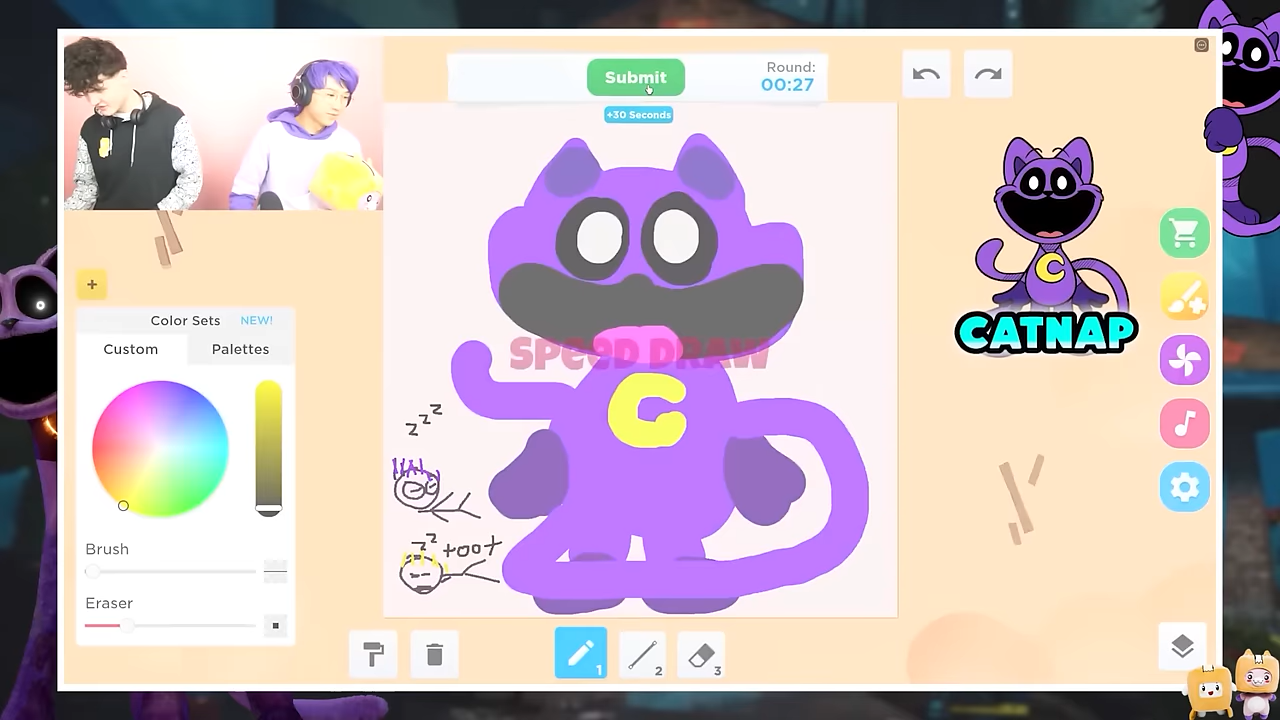 Submit
Round:
00:27
+30 Seconds
+
Color Sets NEW!
Custom Palettes
SPEED DRAW
C
C
CATNAP
zzz
zz toot
Brush
Eraser
1
2
3